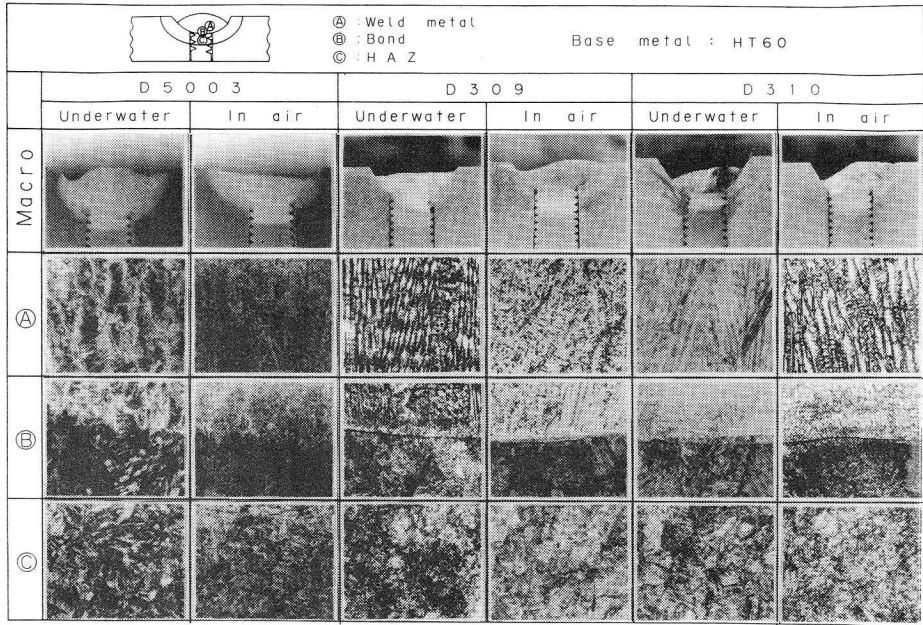 Ⓐ
Ⓑ
Ⓒ
Ⓐ : Weld metal
Ⓑ : Bond
Ⓒ : H A Z
Base metal : HT60
D 5 0 0 3
D 3 0 9
D 3 1 0
Underwater
In air
Underwater
In air
Underwater
In air
Macro
Ⓐ
Ⓑ
Ⓒ